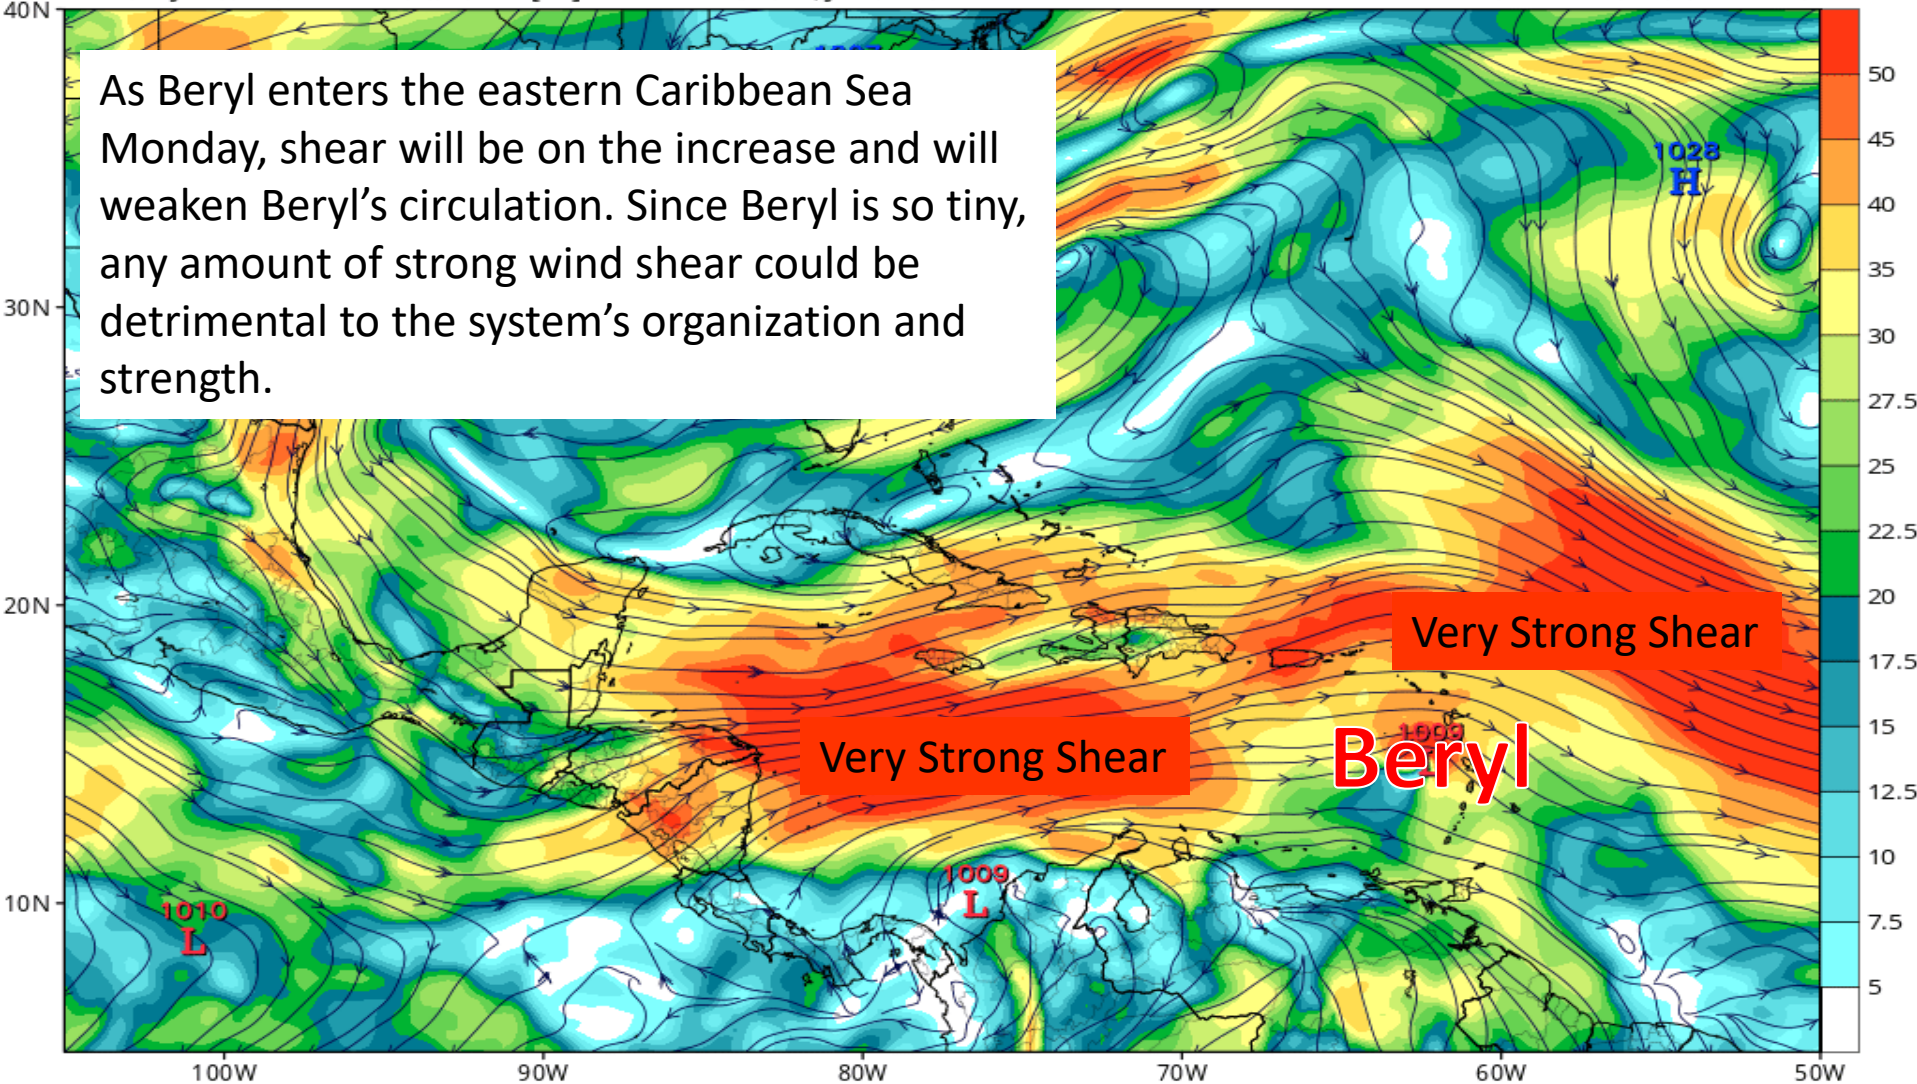 40N
As Beryl enters the eastern Caribbean Sea
Monday, shear will be on the increase and will
weaken Beryl’s circulation. Since Beryl is so tiny,
any amount of strong wind shear could be
detrimental to the system’s organization and
strength.
1028
H
30N
20N
10N
Very Strong Shear
Very Strong Shear
1009
Beryl
1009
L
1010
L
50
45
40
35
30
27.5
25
22.5
20
17.5
15
12.5
10
7.5
5
100W 90W 80W 70W 60W 50W